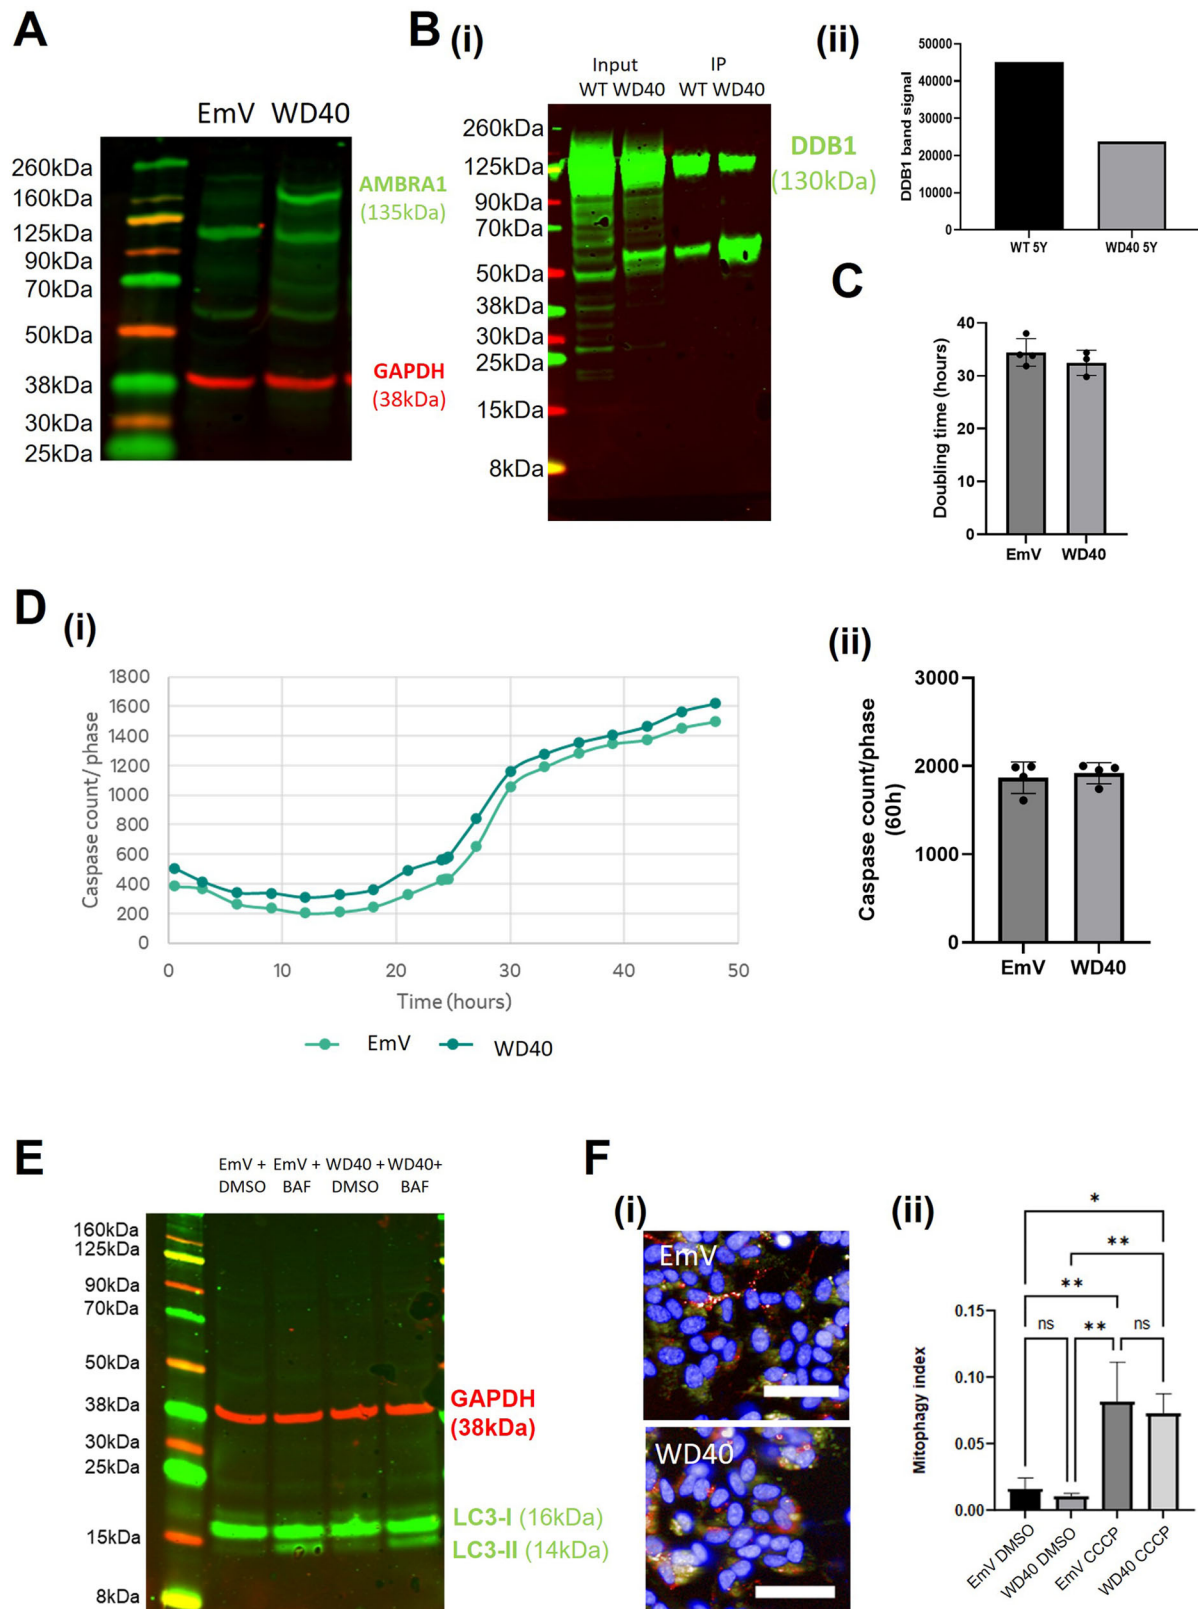 A
EmV WD40
260kDa
160kDa
125kDa
90kDa
70kDa
50kDa
38kDa
30kDa
25kDa
AMBRA1
(135kDa)
GAPDH
(38kDa)
B (i)
Input IP
WT WD40 WT WD40
260kDa
125kDa
90kDa
70kDa
50kDa
38kDa
30kDa
25kDa
15kDa
8kDa
DDB1
(130kDa)
(ii)
DDB1 band signal
50000
40000
30000
20000
10000
0
WT 5Y WD40 5Y
C
Doubling time (hours)
40
30
20
10
0
EmV WD40
D (i)
Caspase count/ phase
1800
1600
1400
1200
1000
800
600
400
200
0
0 10 20 30 40 50
Time (hours)
EmV WD40
(ii)
Caspase count/phase
(60h)
3000
2000
1000
0
EmV WD40
E
EmV + EmV + WD40 + WD40+
DMSO BAF DMSO BAF
160kDa
125kDa
90kDa
70kDa
50kDa
38kDa
30kDa
25kDa
15kDa
8kDa
GAPDH
(38kDa)
LC3-I (16kDa)
LC3-II (14kDa)
F
(i)
EmV
WD40
(ii)
*
**
**
ns ** ns
Mitophagy index
0.15
0.10
0.05
0.00
EmV DMSO
WD40 DMSO
EmV CCCP
WD40 CCCP